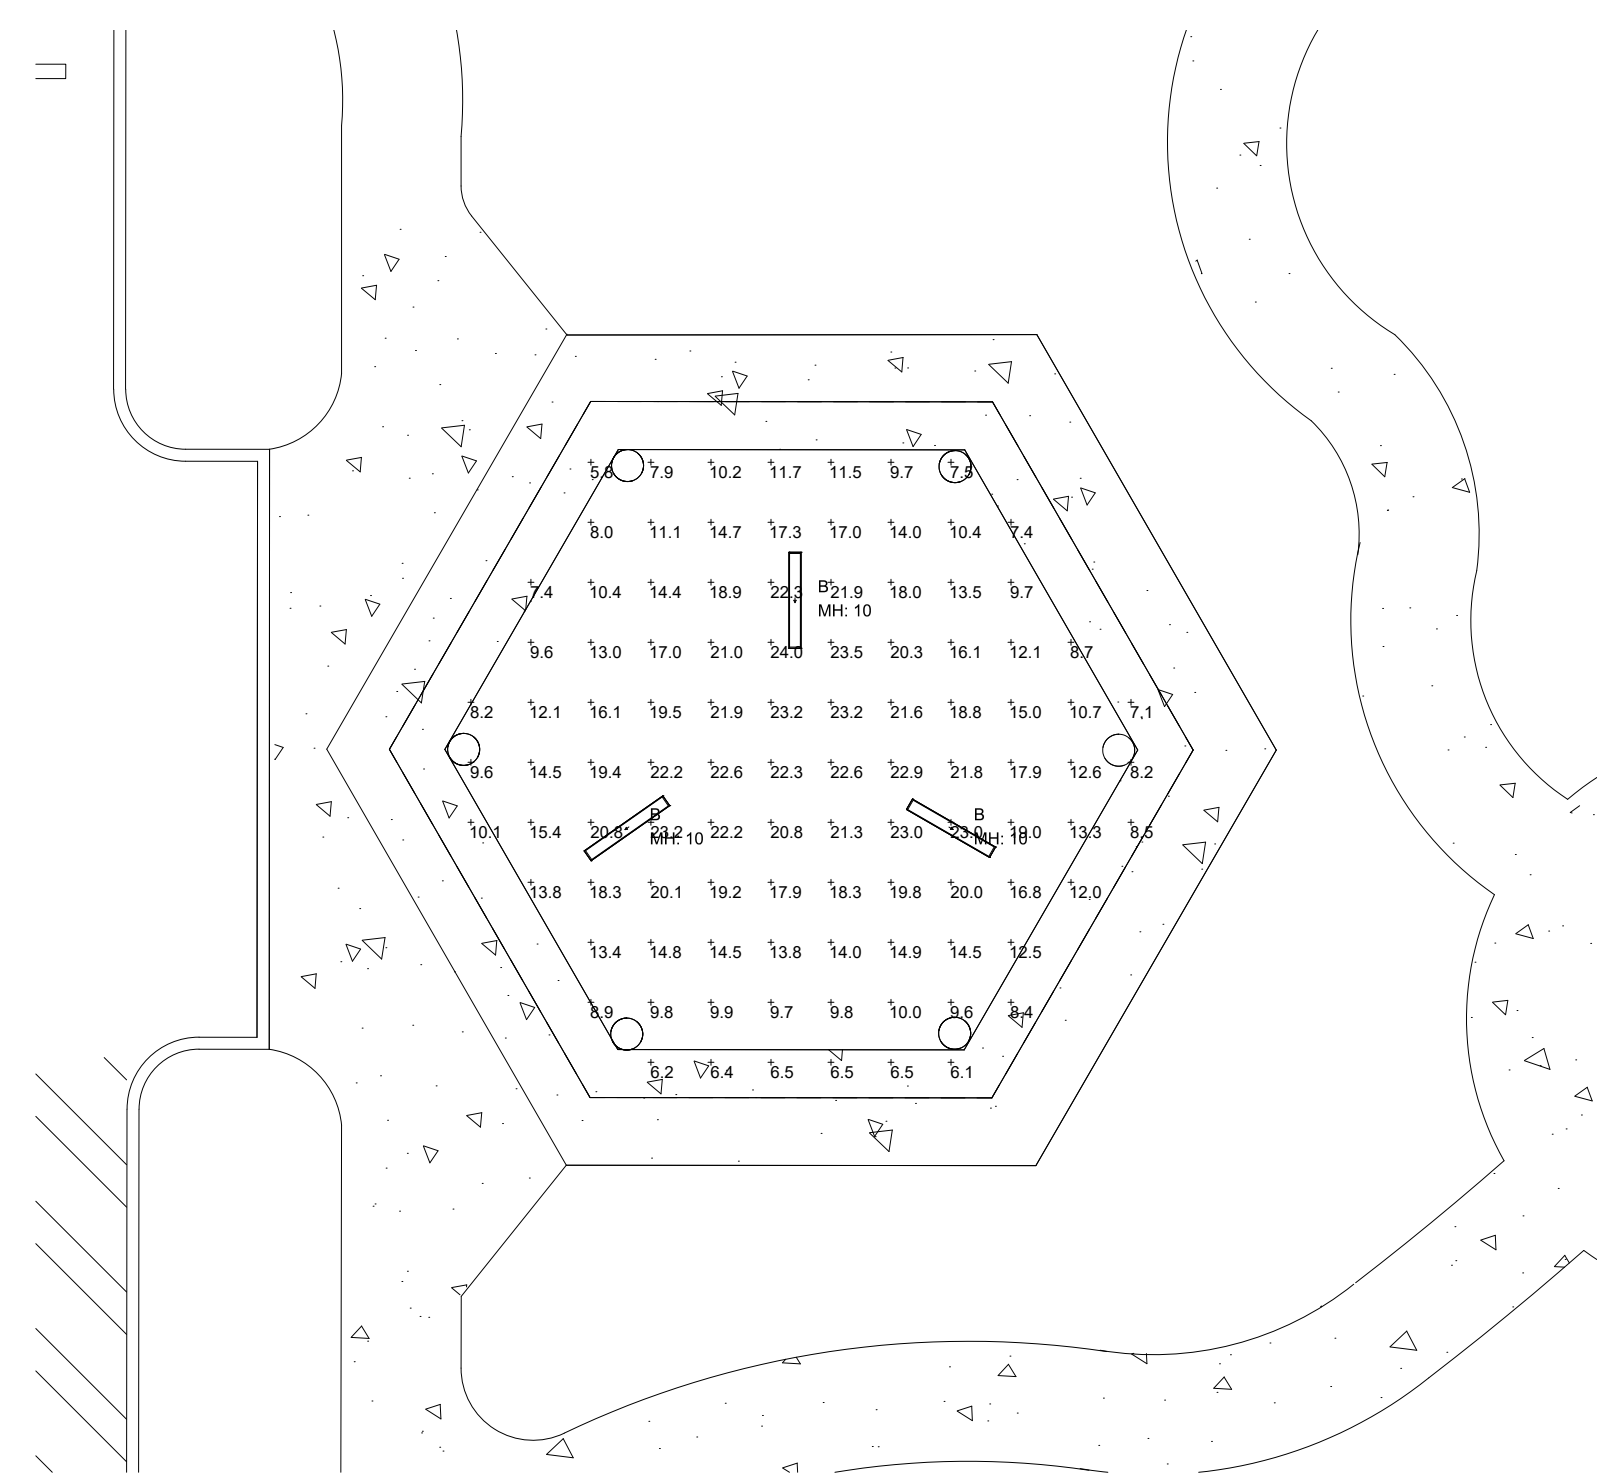 5.8 7.9 10.2 11.7 11.5 9.7 7.5
8.0 11.1 14.7 17.3 17.0 14.0 10.4 7.4
7.4 10.4 14.4 18.9 22.3 21.9 18.0 13.5 9.7
B
MH: 10
9.6 13.0 17.0 21.0 24.0 23.5 20.3 16.1 12.1 8.7
8.2 12.1 16.1 19.5 21.9 23.2 23.2 21.6 18.8 15.0 10.7 7.1
9.6 14.5 19.4 22.2 22.6 22.3 22.6 22.9 21.8 17.9 12.6 8.2
B B
10.1 15.4 20.8 23.2 22.2 20.8 21.3 23.0 23.0 19.0 13.3 8.5
MH: 10 MH: 10
13.8 18.3 20.1 19.2 17.9 18.3 19.8 20.0 16.8 12.0
13.4 14.8 14.5 13.8 14.0 14.9 14.5 12.5
8.9 9.8 9.9 9.7 9.8 10.0 9.6 8.4
6.2 6.4 6.5 6.5 6.5 6.1